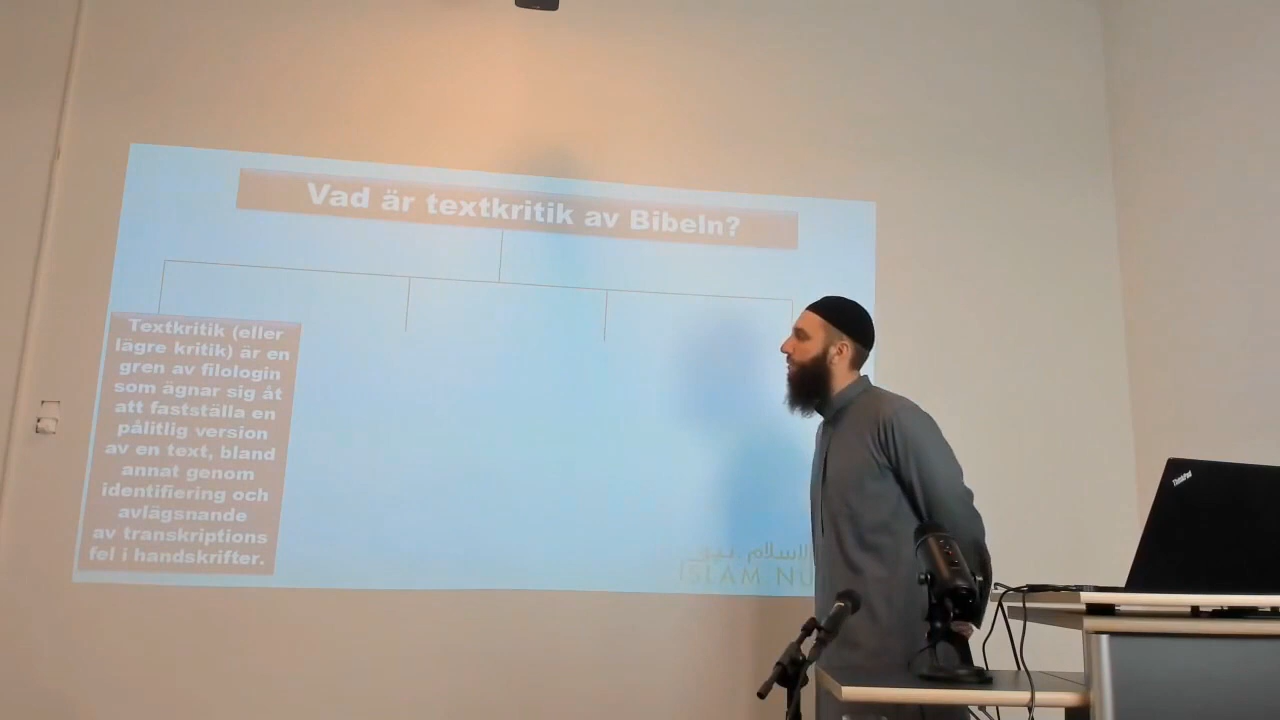 Vad är textkritik av Bibeln?
Textkritik (eller
lägre kritik) är en
gren av filologin
som ägnar sig åt
att fastställa en
pålitlig version
av en text, bland
annat genom
identifiering och
avlägsnande
av transkriptions
fel i handskrifter.
ISLAM NU
ThinkPad